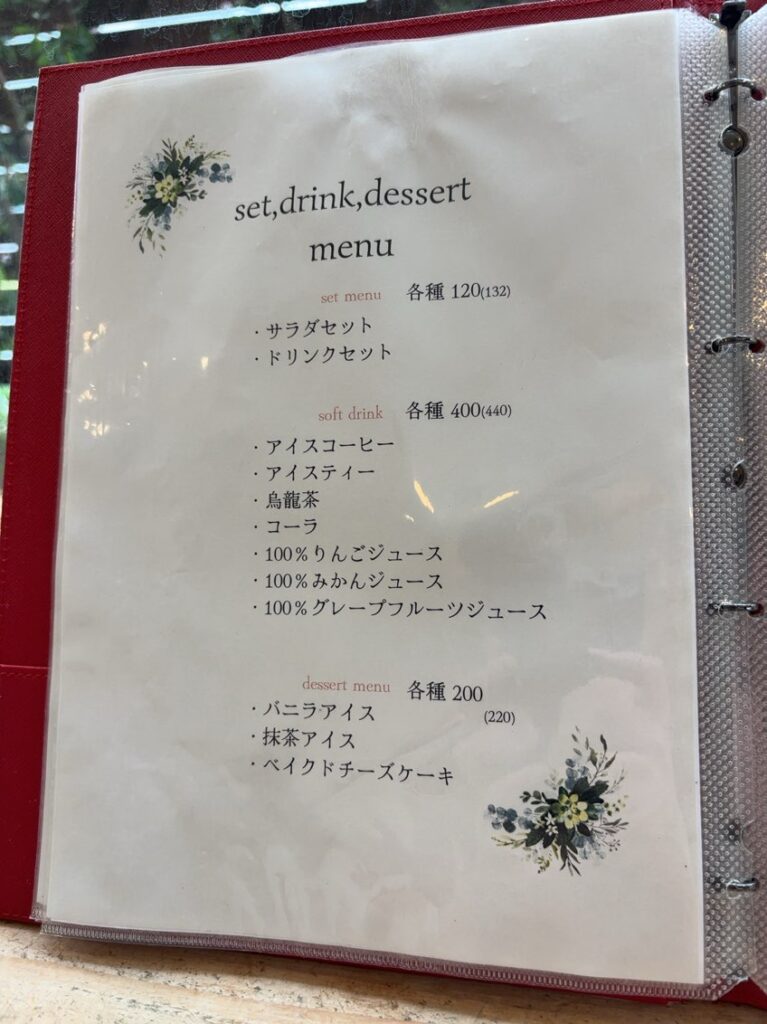 set,drink,dessert
menu
set menu 各種 120(132)
・サラダセット
・ドリンクセット
soft drink 各種 400(440)
・アイスコーヒー
・アイスティー
・烏龍茶
・コーラ
・100％りんごジュース
・100％みかんジュース
・100％グレープフルーツジュース
dessert menu 各種 200
(220)
・バニラアイス
・抹茶アイス
・ベイクドチーズケーキ